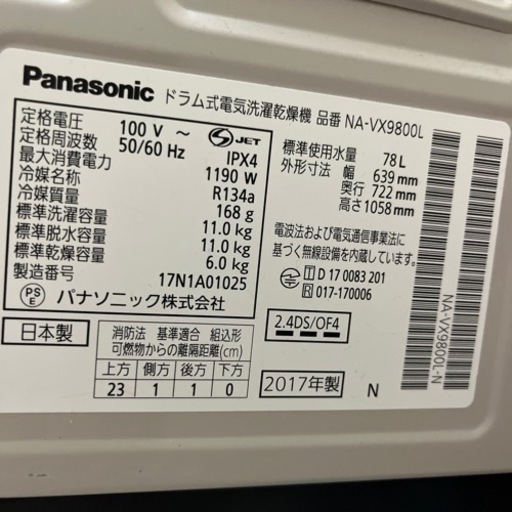 Panasonic ドラム式電気洗濯乾燥機 品番 NA-VX9800L
定格電圧 100 V ～
定格周波数 50/60 Hz
S JET
最大消費電力 1190 W
IPX4
冷媒名称 R134a
冷媒質量 168 g
標準洗濯容量 11.0 kg
標準脱水容量 11.0 kg
標準乾燥容量 6.0 kg
製造番号 17N1A01025
PSE パナソニック株式会社
日本製
消防法 基準適合 組込形
可燃物からの離隔距離(cm)
上方 側方 後方 下方
23 1 1 0
標準使用水量 78 L
外形寸法 幅 639 mm
奥行 722 mm
高さ 1058 mm
電波法および電気通信事業法に
基づく無線設備を内蔵しています。
T D 17 0083 201
R 017-170006
2.4DS/OF4
2017年製 N
NA-VX9800L-N